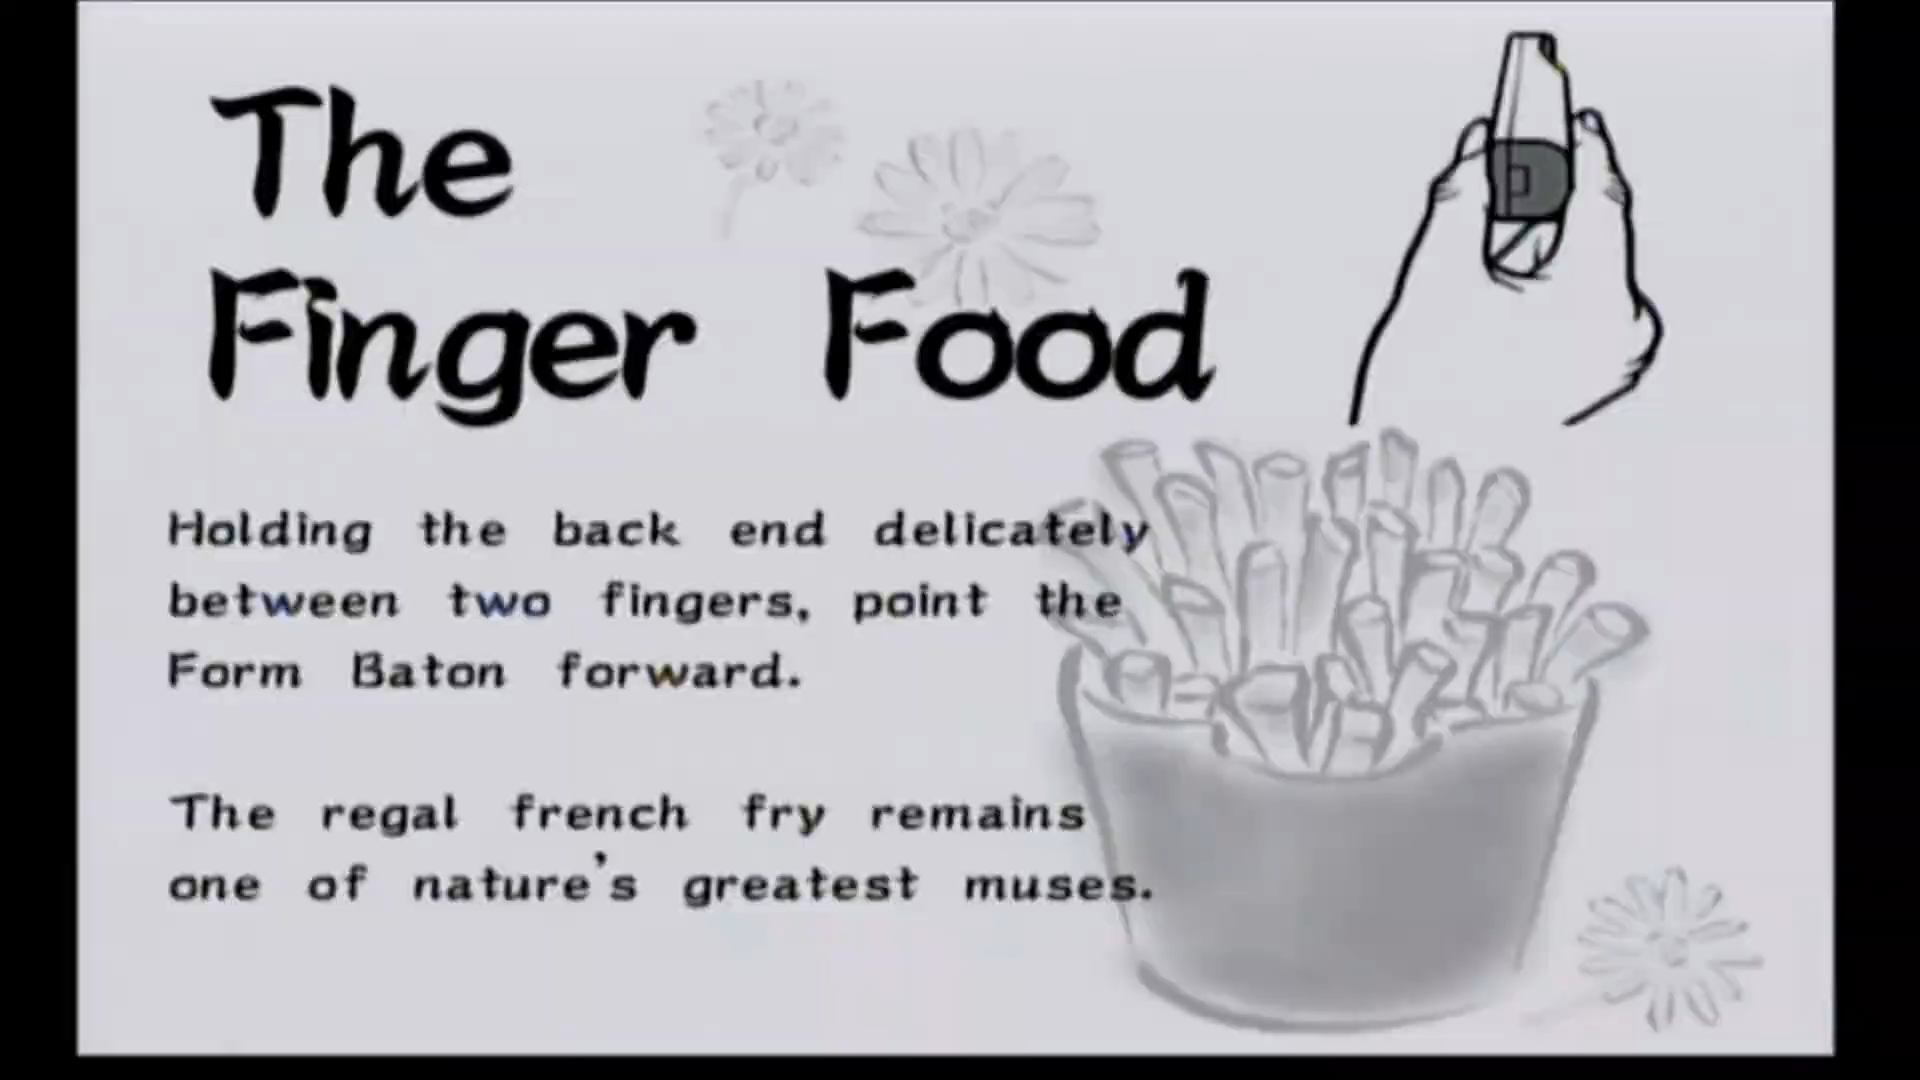 The
Finger Food
Holding the back end delicately
between two fingers, point the
Form Baton forward.
The regal french fry remains
one of nature's greatest muses.